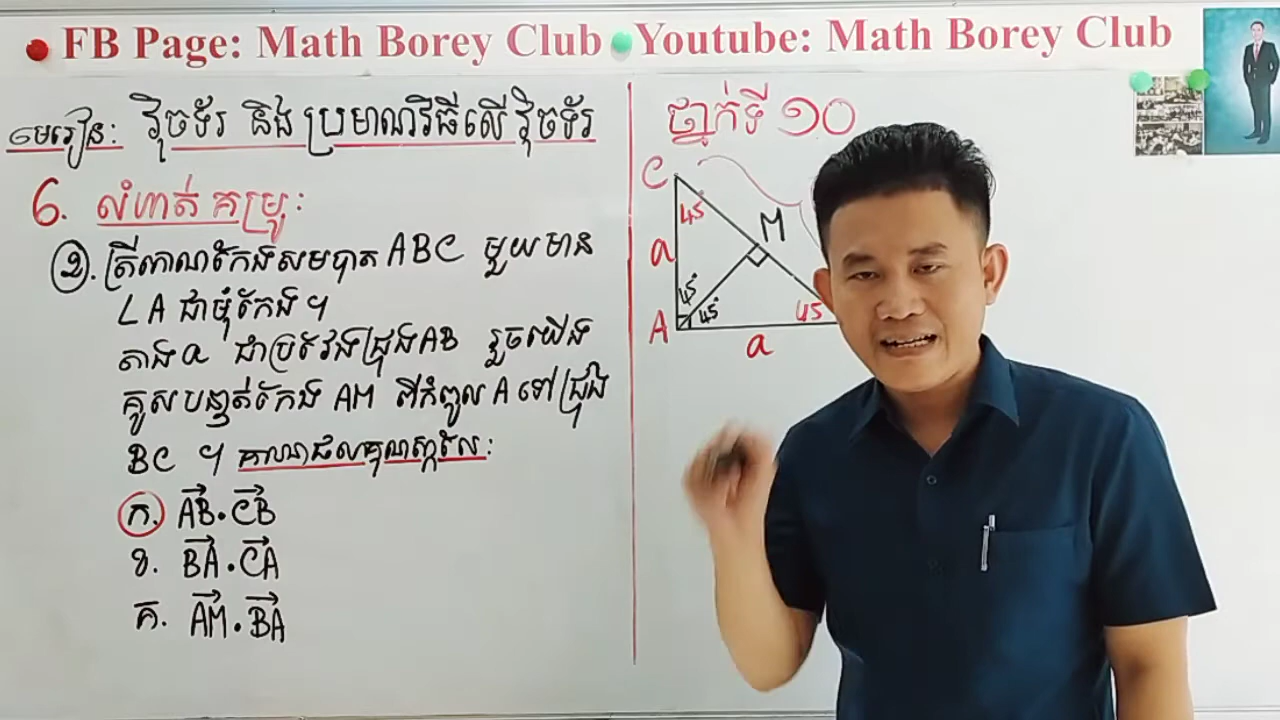 FB Page: Math Borey Club Youtube: Math Borey Club
មេរៀន: វ៉ិចទ័រ និង ប្រមាណវិធីលើ វ៉ិចទ័រ
6. លំហាត់ គម្រូ:
2. ត្រីកោណកែងសមបាត ABC មួយមាន
∠A ជាមុំកែង ។
តាង a ជាប្រវែងជ្រុង AB រួចយើង
គូសបន្ទាត់កែង AM ពីកំពូល A ទៅជ្រុង
BC ។ គណនាផលគុណស្កាលែ:
ក. AB⃗ . CB⃗
ខ. BA⃗ . CA⃗
គ. AM⃗ . BA⃗
ថ្នាក់ទី ១០
C
45
M
a
45°
45°
45
A
a